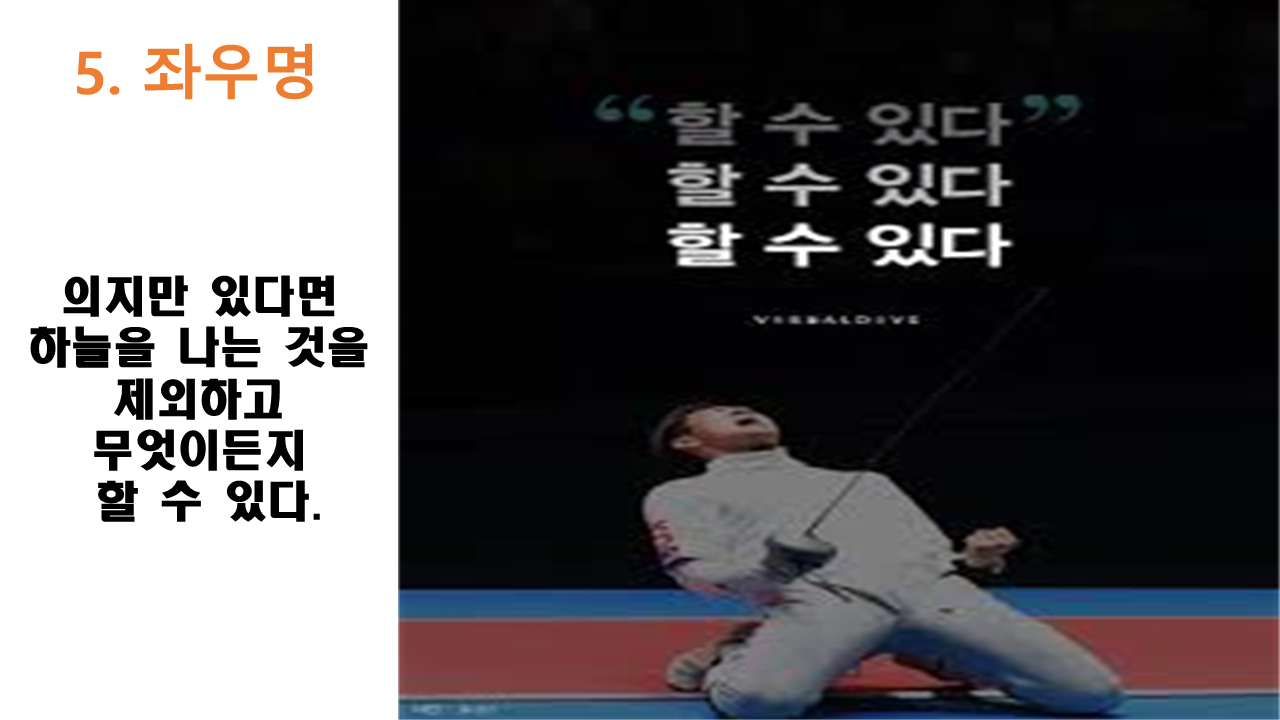 5. 좌우명
의지만 있다면
하늘을 나는 것을
제외하고
무엇이든지
할 수 있다.
“할 수 있다”
할 수 있다
할 수 있다
VERBALDIVE